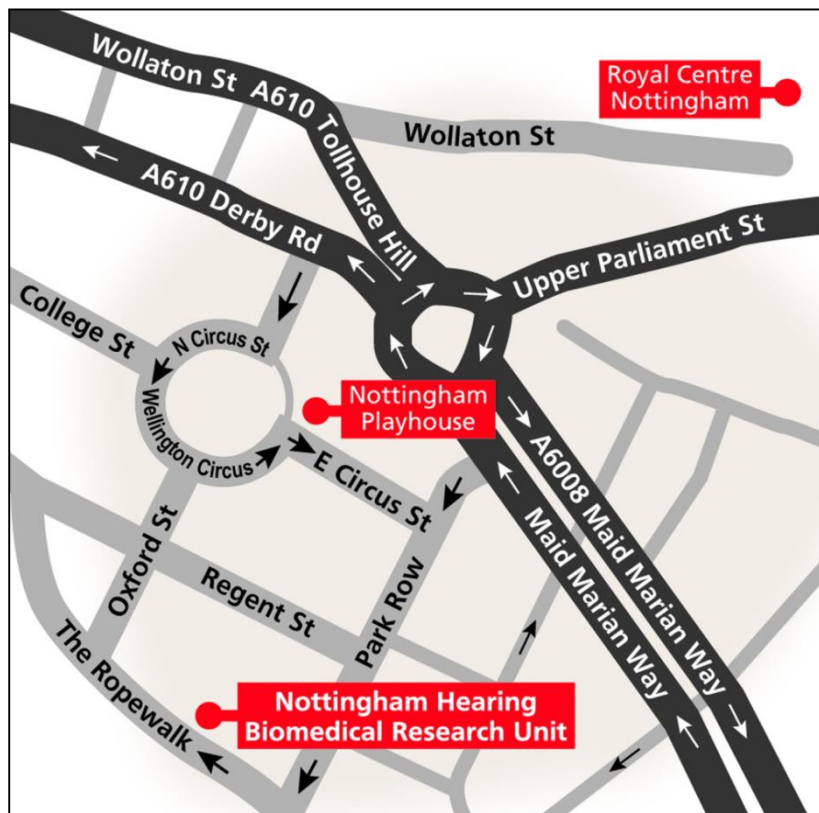 Wollaston St A610 Tollhouse Hill
Royal Centre
Nottingham
Wollaton St
A610 Derby Rd
Upper Parliament St
College St
N Circus St
Nottingham
Playhouse
Wellington Circus
E Circus St
A6008 Maid Marian Way
Maid Marian Way
Oxford St
Regent St
Park Row
The Ropewalk
Nottingham Hearing
Biomedical Research Unit